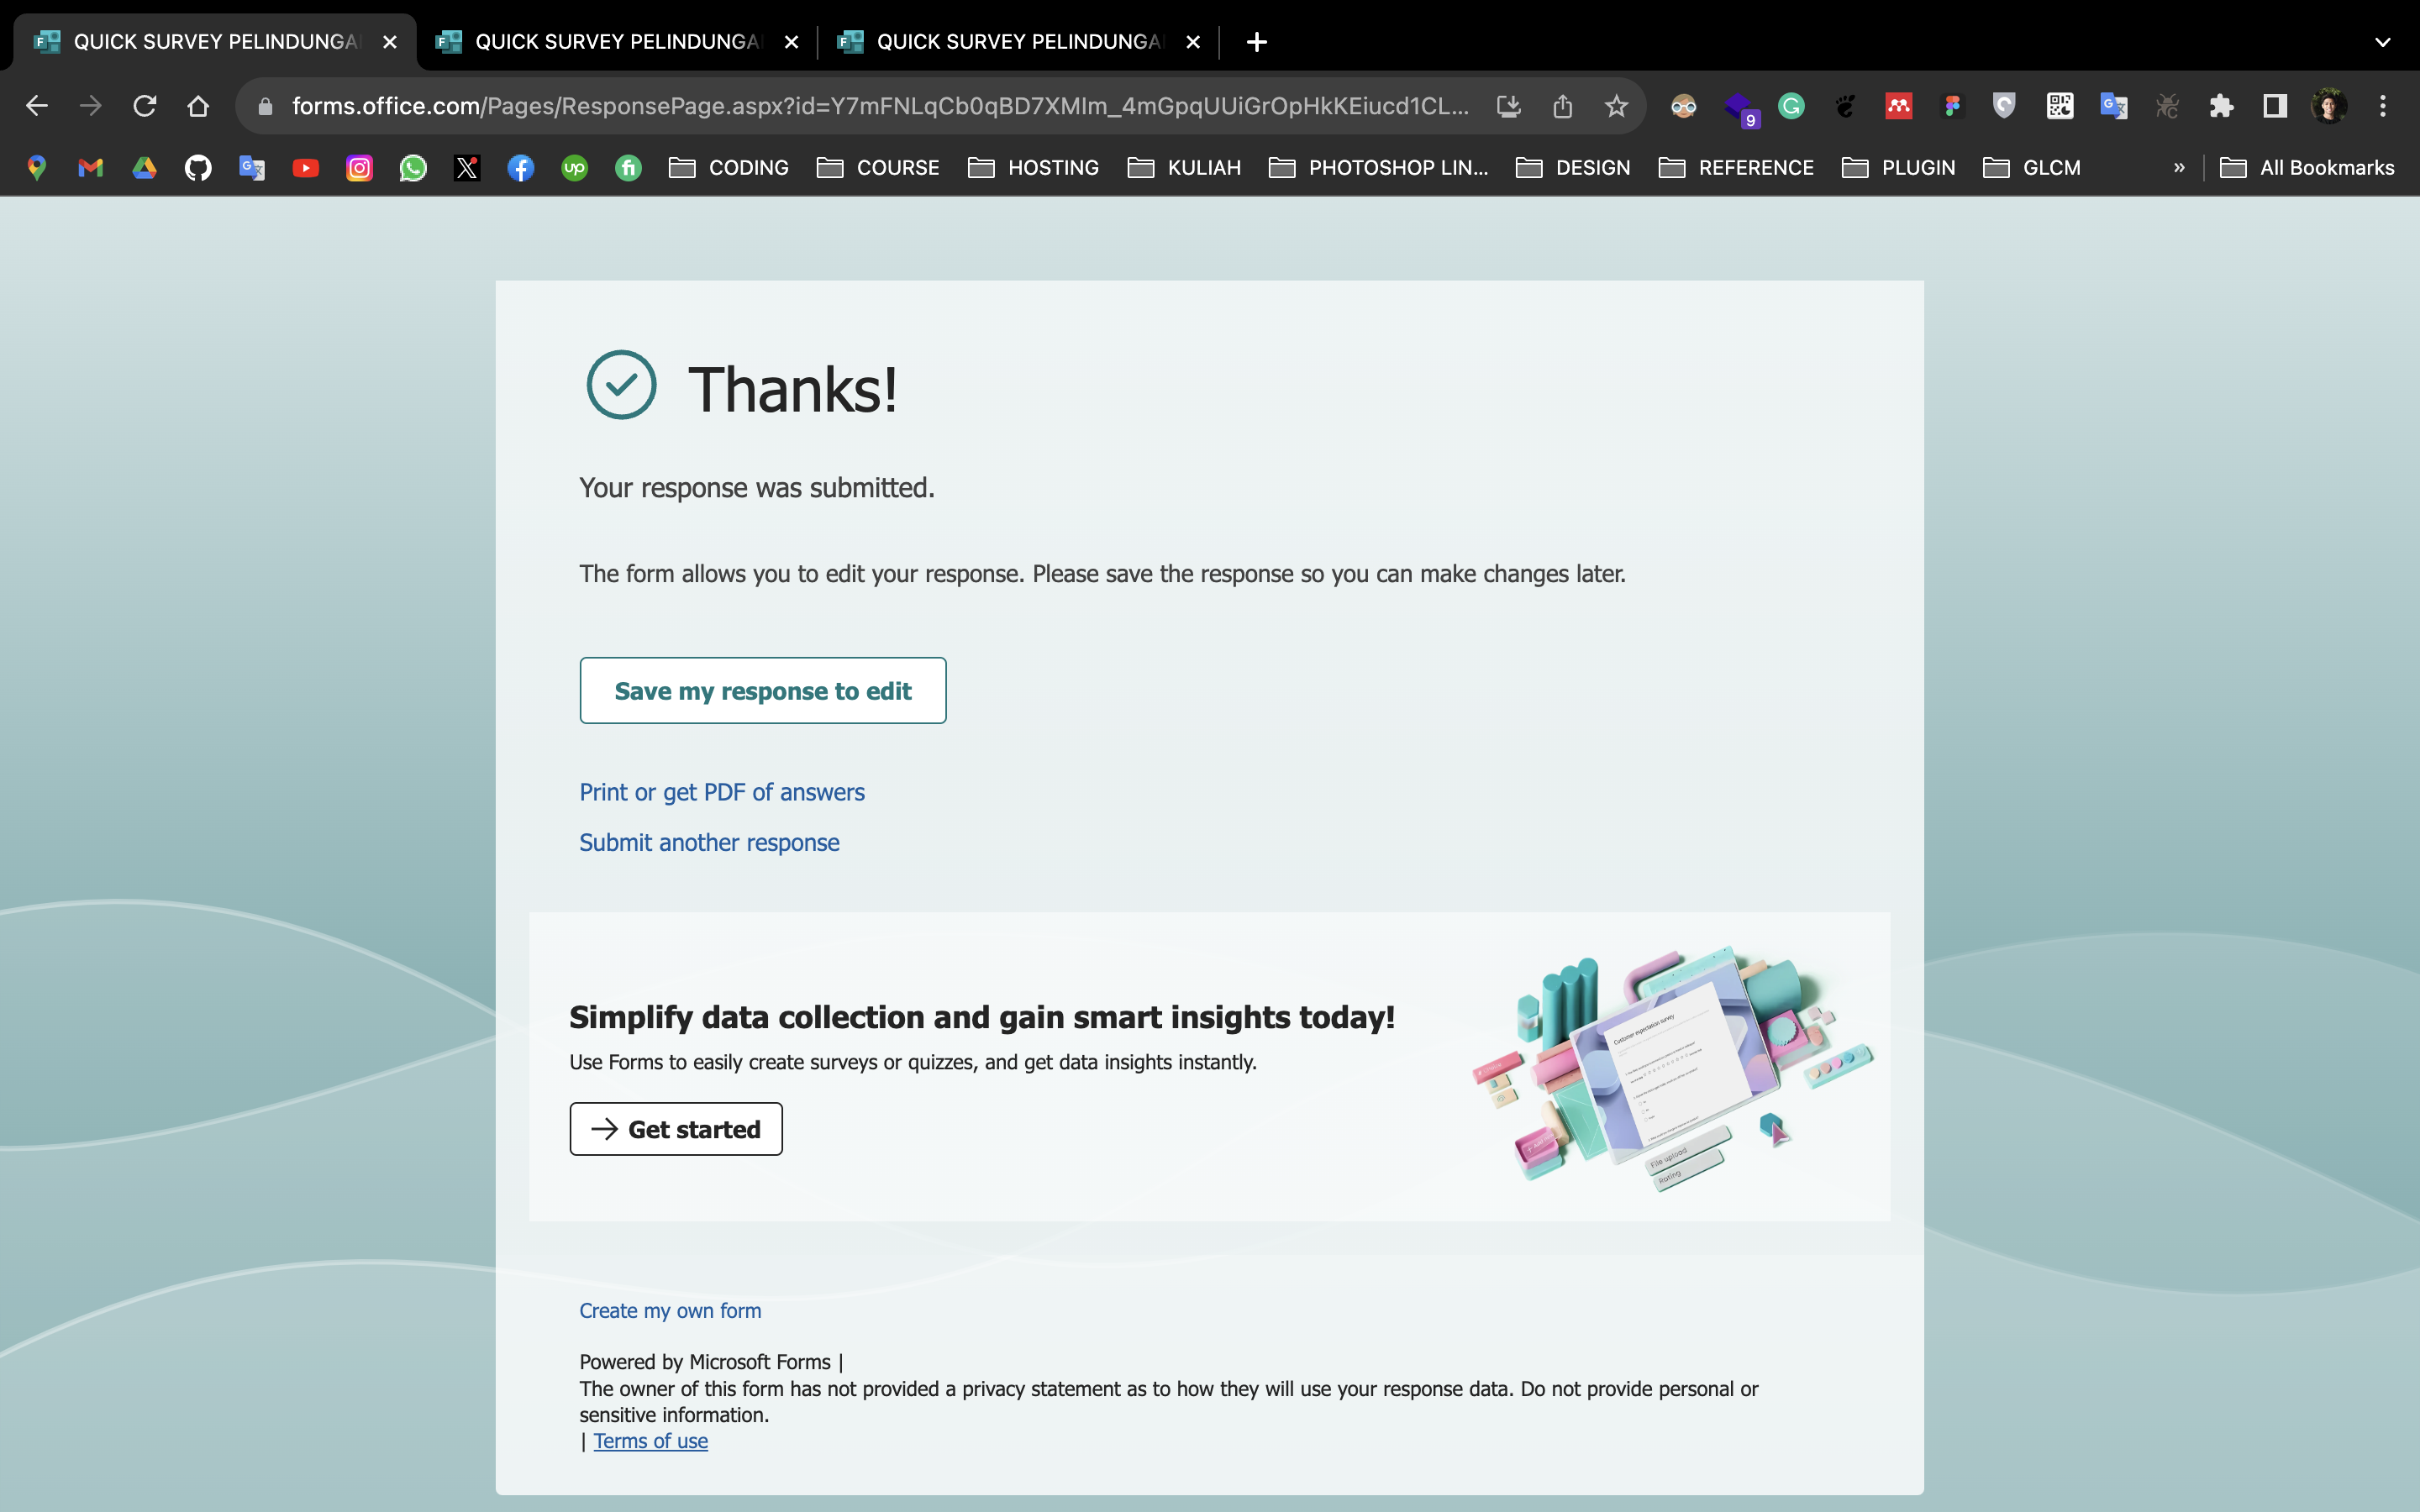 QUICK SURVEY PELINDUNGA
QUICK SURVEY PELINDUNGA
QUICK SURVEY PELINDUNGA
forms.office.com/Pages/ResponsePage.aspx?id=Y7mFNLqCb0qBD7XMIm_4mGpqUUiGrOpHkKEiucd1CL...
9
CODING
COURSE
HOSTING
KULIAH
PHOTOSHOP LIN...
DESIGN
REFERENCE
PLUGIN
GLCM
»
All Bookmarks
Thanks!
Your response was submitted.
The form allows you to edit your response. Please save the response so you can make changes later.
Save my response to edit
Print or get PDF of answers
Submit another response
Simplify data collection and gain smart insights today!
Use Forms to easily create surveys or quizzes, and get data insights instantly.
Get started
Customer expectation survey
File upload
Rating
Create my own form
Powered by Microsoft Forms |
The owner of this form has not provided a privacy statement as to how they will use your response data. Do not provide personal or
sensitive information.
| Terms of use